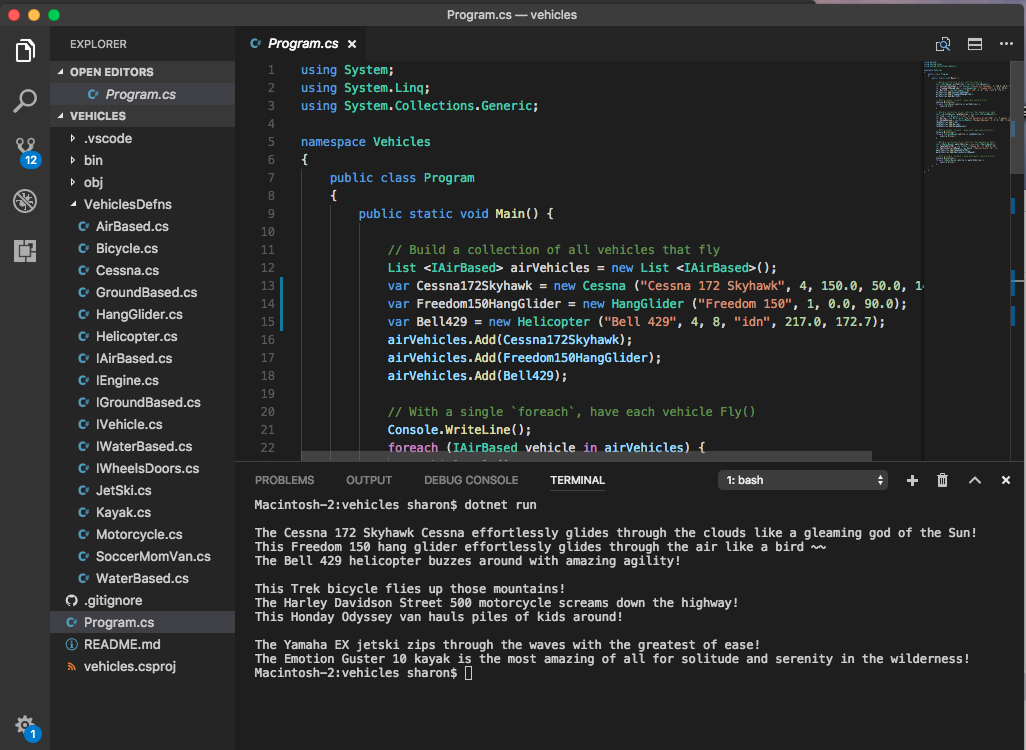 Program.cs — vehicles
EXPLORER
OPEN EDITORS
C# Program.cs
VEHICLES
.vscode
bin
obj
VehiclesDefns
C# AirBased.cs
C# Bicycle.cs
C# Cessna.cs
C# GroundBased.cs
C# HangGlider.cs
C# Helicopter.cs
C# IAirBased.cs
C# IEngine.cs
C# IGroundBased.cs
C# IVehicle.cs
C# IWaterBased.cs
C# IWheelsDoors.cs
C# JetSki.cs
C# Kayak.cs
C# Motorcycle.cs
C# SoccerMomVan.cs
C# WaterBased.cs
.gitignore
C# Program.cs
README.md
vehicles.csproj
12
1
C# Program.cs ×
1 using System;
2 using System.Linq;
3 using System.Collections.Generic;
4
5 namespace Vehicles
6 {
7 public class Program
8 {
9 public static void Main() {
10
11 // Build a collection of all vehicles that fly
12 List <IAirBased> airVehicles = new List <IAirBased>();
13 var Cessna172Skyhawk = new Cessna ("Cessna 172 Skyhawk", 4, 150.0, 50.0, 1
14 var Freedom150HangGlider = new HangGlider ("Freedom 150", 1, 0.0, 90.0);
15 var Bell429 = new Helicopter ("Bell 429", 4, 8, "idn", 217.0, 172.7);
16 airVehicles.Add(Cessna172Skyhawk);
17 airVehicles.Add(Freedom150HangGlider);
18 airVehicles.Add(Bell429);
19
20 // With a single `foreach`, have each vehicle Fly()
21 Console.WriteLine();
22 foreach (IAirBased vehicle in airVehicles) {
PROBLEMS OUTPUT DEBUG CONSOLE TERMINAL 1: bash
Macintosh-2:vehicles sharon$ dotnet run
The Cessna 172 Skyhawk Cessna effortlessly glides through the clouds like a gleaming god of the Sun!
This Freedom 150 hang glider effortlessly glides through the air like a bird ~~
The Bell 429 helicopter buzzes around with amazing agility!
This Trek bicycle flies up those mountains!
The Harley Davidson Street 500 motorcycle screams down the highway!
This Honday Odyssey van hauls piles of kids around!
The Yamaha EX jetski zips through the waves with the greatest of ease!
The Emotion Guster 10 kayak is the most amazing of all for solitude and serenity in the wilderness!
Macintosh-2:vehicles sharon$